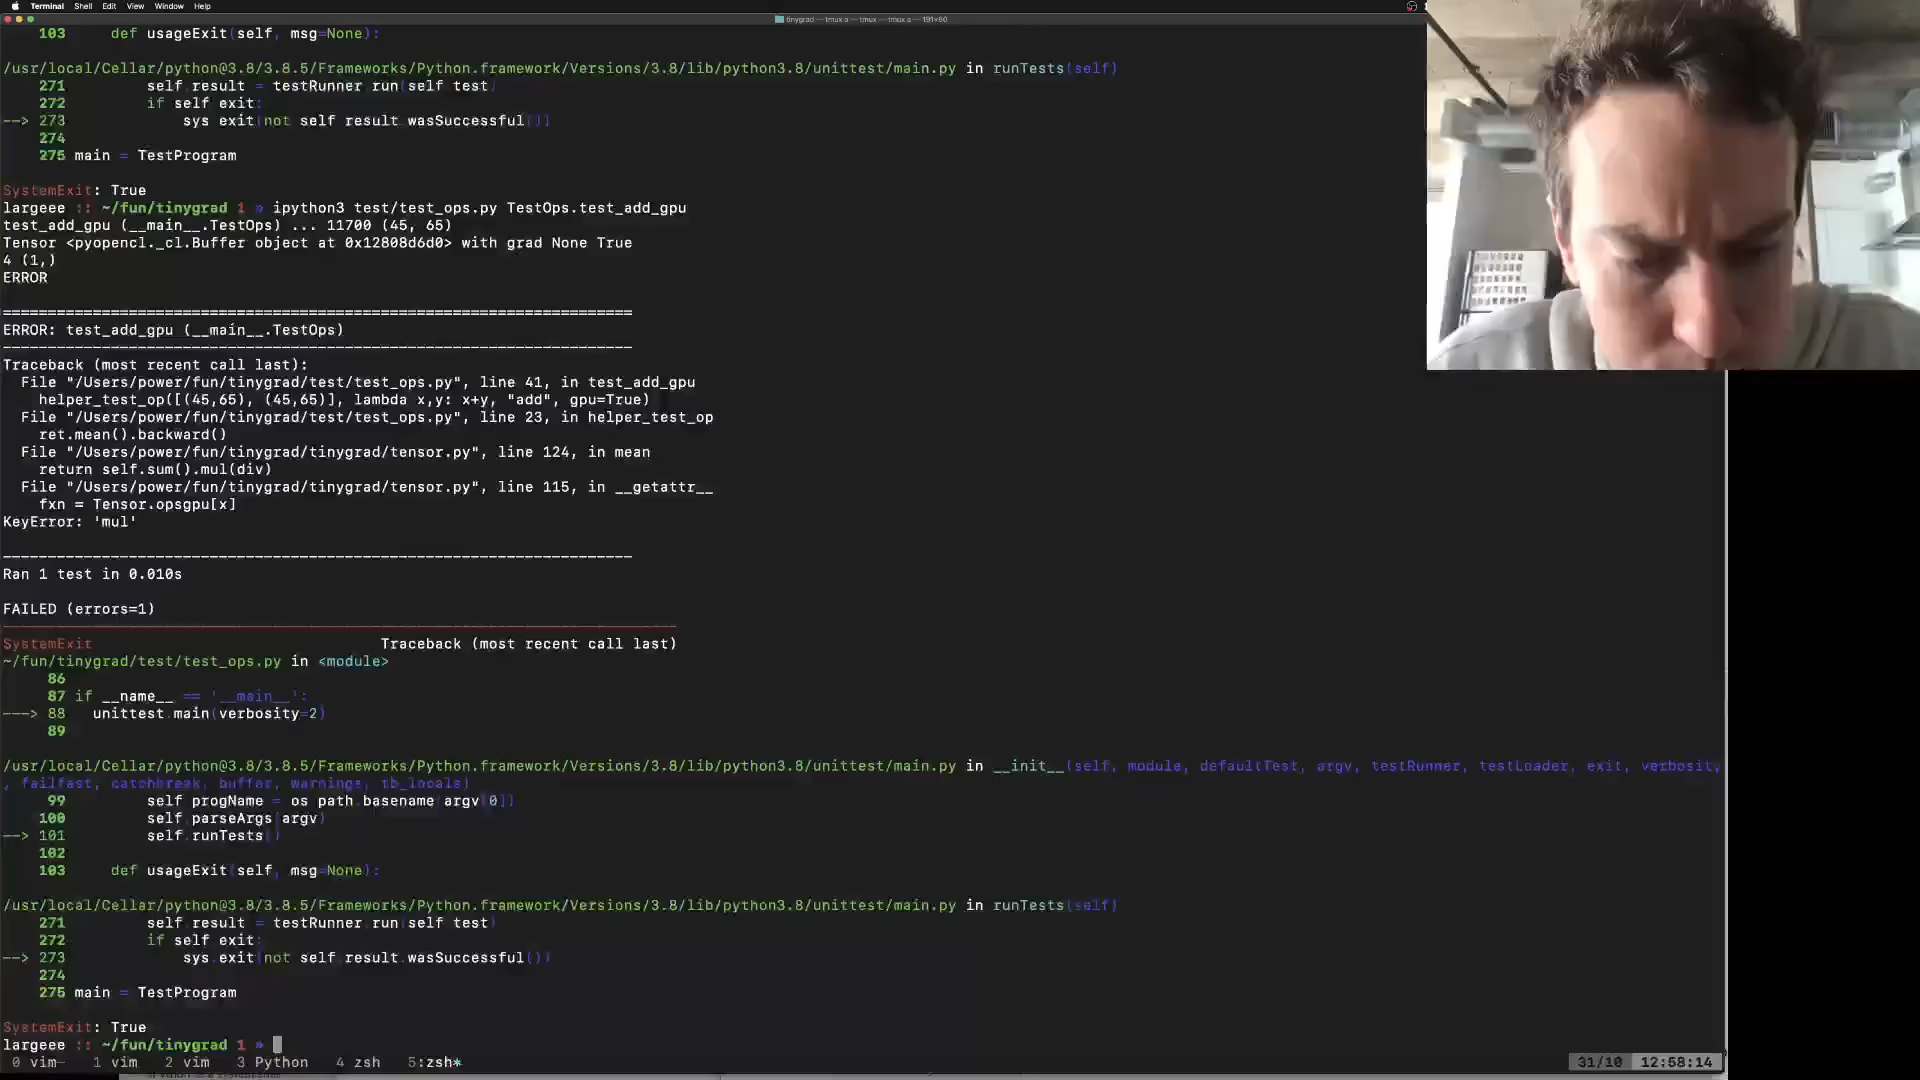 Terminal Shell Edit View Window Help
tinygrad — tmux a — tmux — tmux a — 191×60
103 def usageExit(self, msg=None):
/usr/local/Cellar/python@3.8/3.8.5/Frameworks/Python.framework/Versions/3.8/lib/python3.8/unittest/main.py in runTests(self)
271 self.result = testRunner.run(self.test)
272 if self.exit:
--> 273 sys.exit(not self.result.wasSuccessful())
274
275 main = TestProgram
SystemExit: True
largeee :: ~/fun/tinygrad 1 » ipython3 test/test_ops.py TestOps.test_add_gpu
test_add_gpu (__main__.TestOps) ... 11700 (45, 65)
Tensor <pyopencl._cl.Buffer object at 0x12808d6d0> with grad None True
4 (1,)
ERROR
======================================================================
ERROR: test_add_gpu (__main__.TestOps)
----------------------------------------------------------------------
Traceback (most recent call last):
File "/Users/power/fun/tinygrad/test/test_ops.py", line 41, in test_add_gpu
helper_test_op([(45,65), (45,65)], lambda x,y: x+y, "add", gpu=True)
File "/Users/power/fun/tinygrad/test/test_ops.py", line 23, in helper_test_op
ret.mean().backward()
File "/Users/power/fun/tinygrad/tinygrad/tensor.py", line 124, in mean
return self.sum().mul(div)
File "/Users/power/fun/tinygrad/tinygrad/tensor.py", line 115, in __getattr__
fxn = Tensor.opsgpu[x]
KeyError: 'mul'
----------------------------------------------------------------------
Ran 1 test in 0.010s
FAILED (errors=1)
---------------------------------------------------------------------------
SystemExit Traceback (most recent call last)
~/fun/tinygrad/test/test_ops.py in <module>
86
87 if __name__ == '__main__':
---> 88 unittest.main(verbosity=2)
89
/usr/local/Cellar/python@3.8/3.8.5/Frameworks/Python.framework/Versions/3.8/lib/python3.8/unittest/main.py in __init__(self, module, defaultTest, argv, testRunner, testLoader, exit, verbosity
, failfast, catchbreak, buffer, warnings, tb_locals)
99 self.progName = os.path.basename(argv[0])
100 self.parseArgs(argv)
--> 101 self.runTests()
102
103 def usageExit(self, msg=None):
/usr/local/Cellar/python@3.8/3.8.5/Frameworks/Python.framework/Versions/3.8/lib/python3.8/unittest/main.py in runTests(self)
271 self.result = testRunner.run(self.test)
272 if self.exit:
--> 273 sys.exit(not self.result.wasSuccessful())
274
275 main = TestProgram
SystemExit: True
largeee :: ~/fun/tinygrad 1 »
0 vim- 1 vim 2 vim 3 Python 4 zsh 5:zsh* 31/10 12:58:14